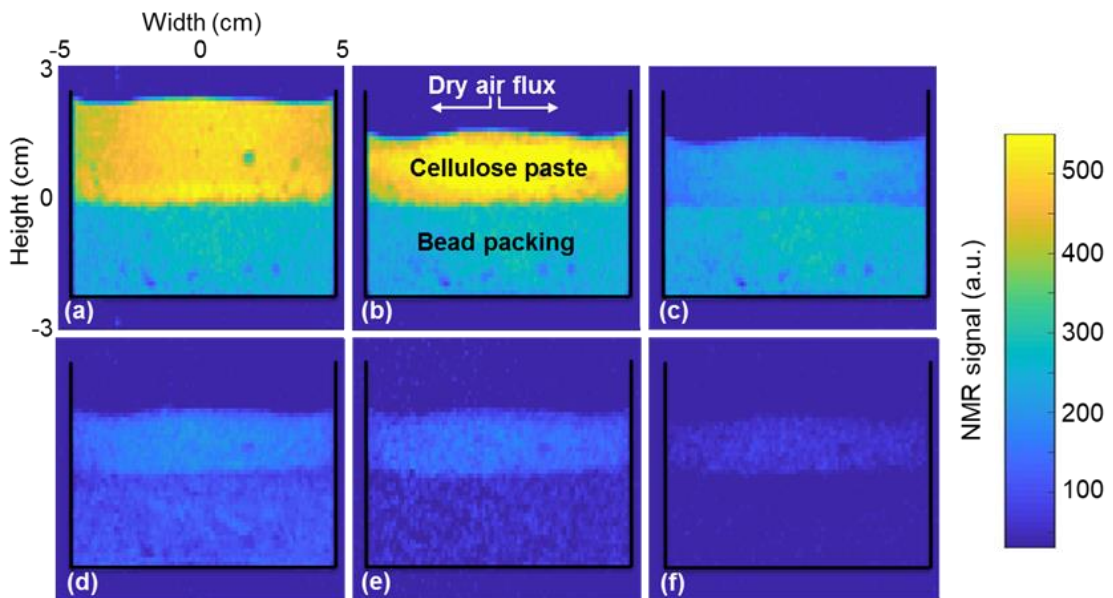 Width (cm)
-5 0 5
3
0
-3
Height (cm)
Dry air flux
Cellulose paste
Bead packing
(a)
(b)
(c)
(d)
(e)
(f)
500
400
300
200
100
NMR signal (a.u.)